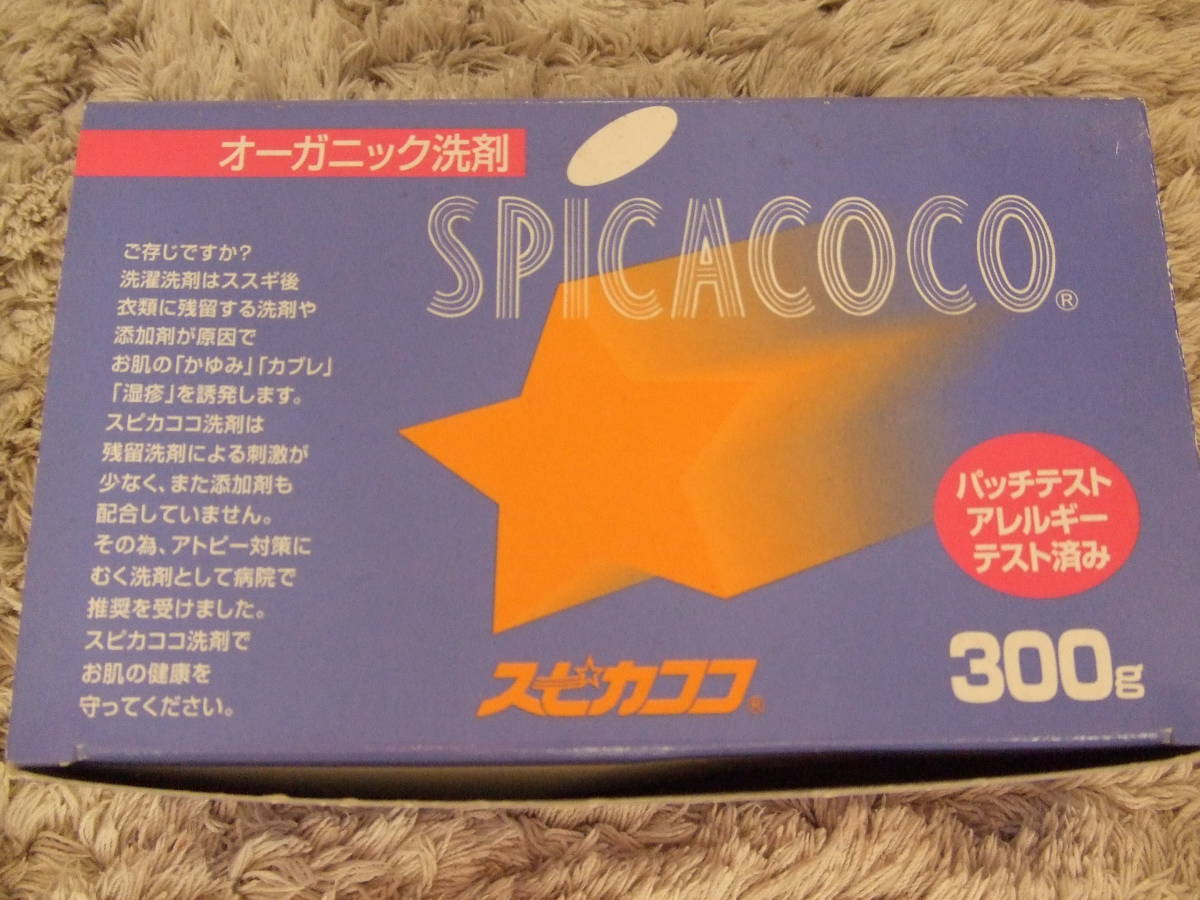 オーガニック洗剤
SPICACOCO®
ご存じですか?
洗濯洗剤はススギ後
衣類に残留する洗剤や
添加剤が原因で
お肌の「かゆみ」「カブレ」
「湿疹」を誘発します。
スピカココ洗剤は
残留洗剤による刺激が
少なく、また添加剤も
配合していません。
その為、アトピー対策に
むく洗剤として病院で
推奨を受けました。
スピカココ洗剤で
お肌の健康を
守ってください。
パッチテスト
アレルギー
テスト済み
スピカココ®
300g